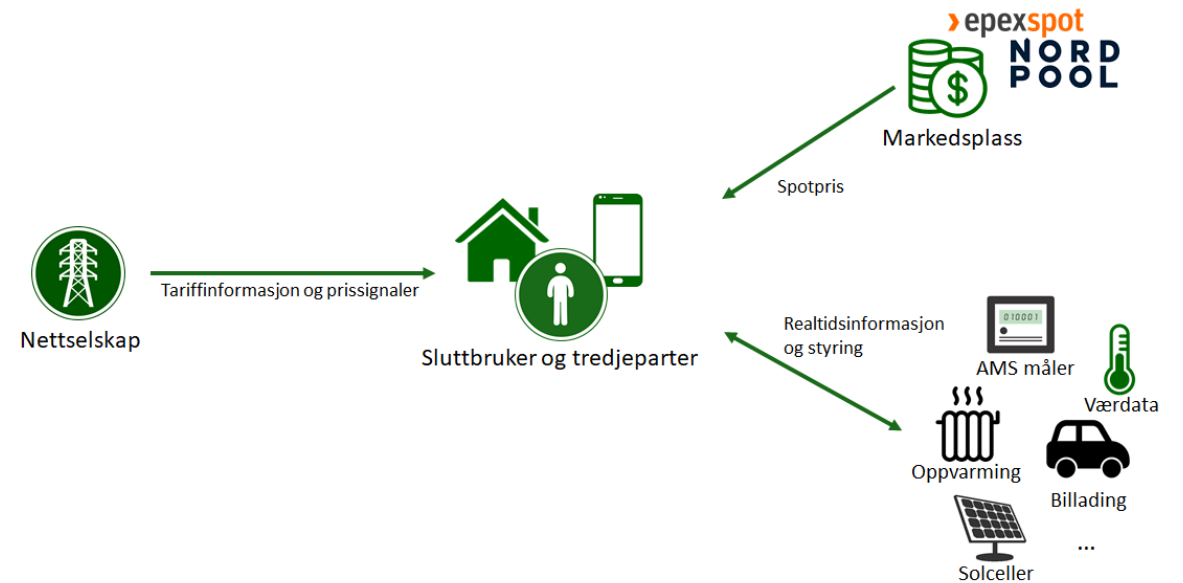 epexspot
NORD
POOL
Markedsplass
Spotpris
Tariffinformasjon og prissignaler
Nettselskap
Sluttbruker og tredjeparter
Realtidsinformasjon
og styring
010001
AMS måler
Værdata
Oppvarming
Billading
...
Solceller